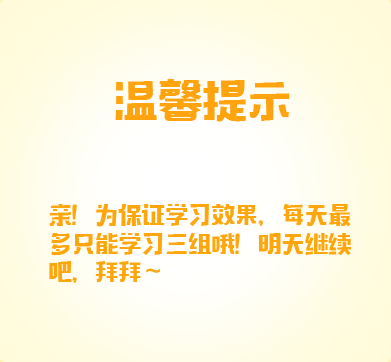 温馨提示
亲！为保证学习效果，每天最
多只能学习三组哦！明天继续
吧，拜拜～